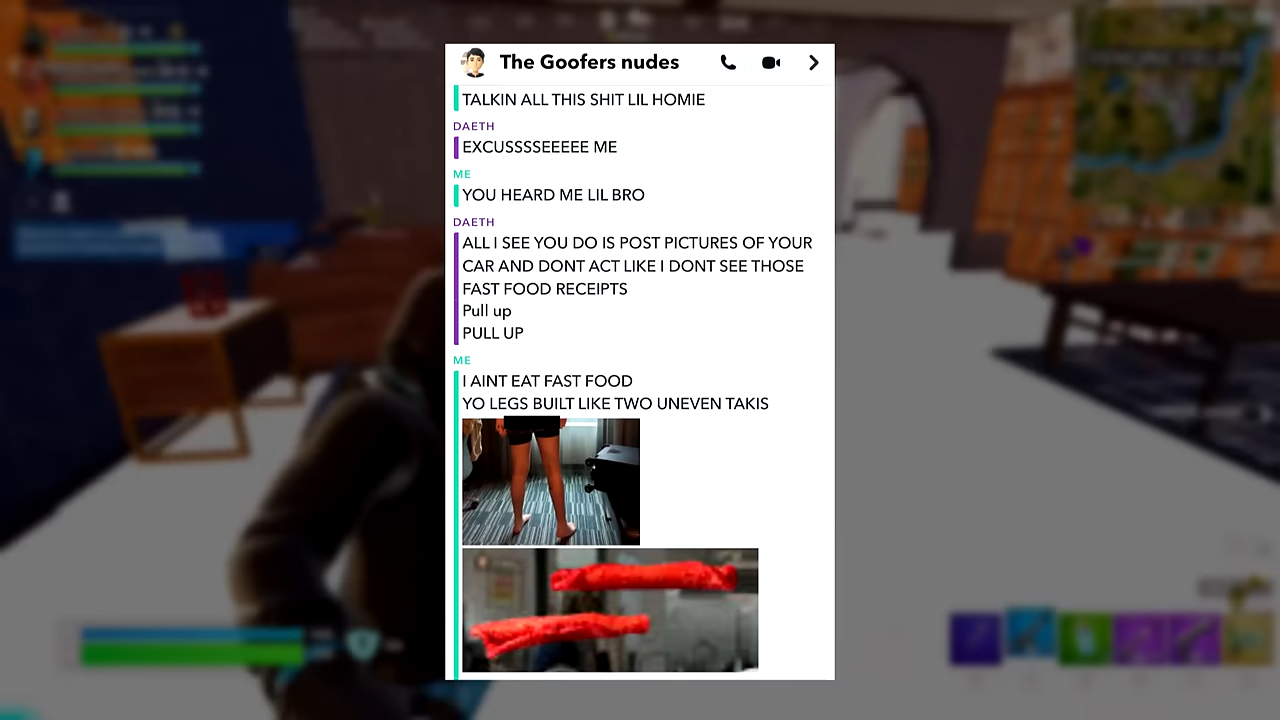 The Goofers nudes
TALKIN ALL THIS SHIT LIL HOMIE
DAETH
EXCUSSSSEEEEE ME
ME
YOU HEARD ME LIL BRO
DAETH
ALL I SEE YOU DO IS POST PICTURES OF YOUR
CAR AND DONT ACT LIKE I DONT SEE THOSE
FAST FOOD RECEIPTS
Pull up
PULL UP
ME
I AINT EAT FAST FOOD
YO LEGS BUILT LIKE TWO UNEVEN TAKIS